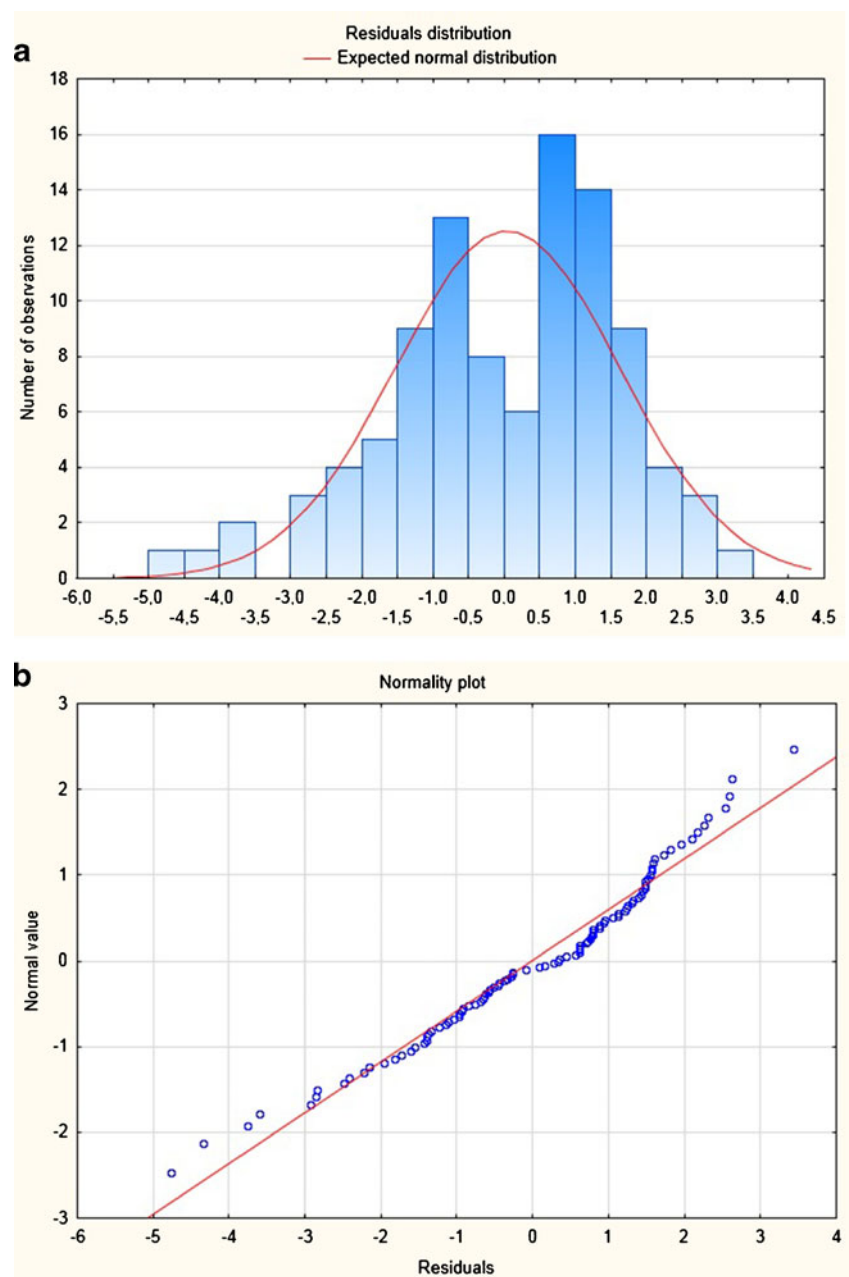 a
Residuals distribution
Expected normal distribution
18
16
14
12
10
8
6
4
2
0
Number of observations
-6,0 -5,0 -4,0 -3,0 -2,0 -1,0 0.0 1.0 2.0 3.0 4.0
-5,5 -4,5 -3,5 -2,5 -1,5 -0,5 0.5 1.5 2.5 3.5 4.5
b
Normality plot
3
2
1
0
-1
-2
-3
Normal value
-6 -5 -4 -3 -2 -1 0 1 2 3 4
Residuals